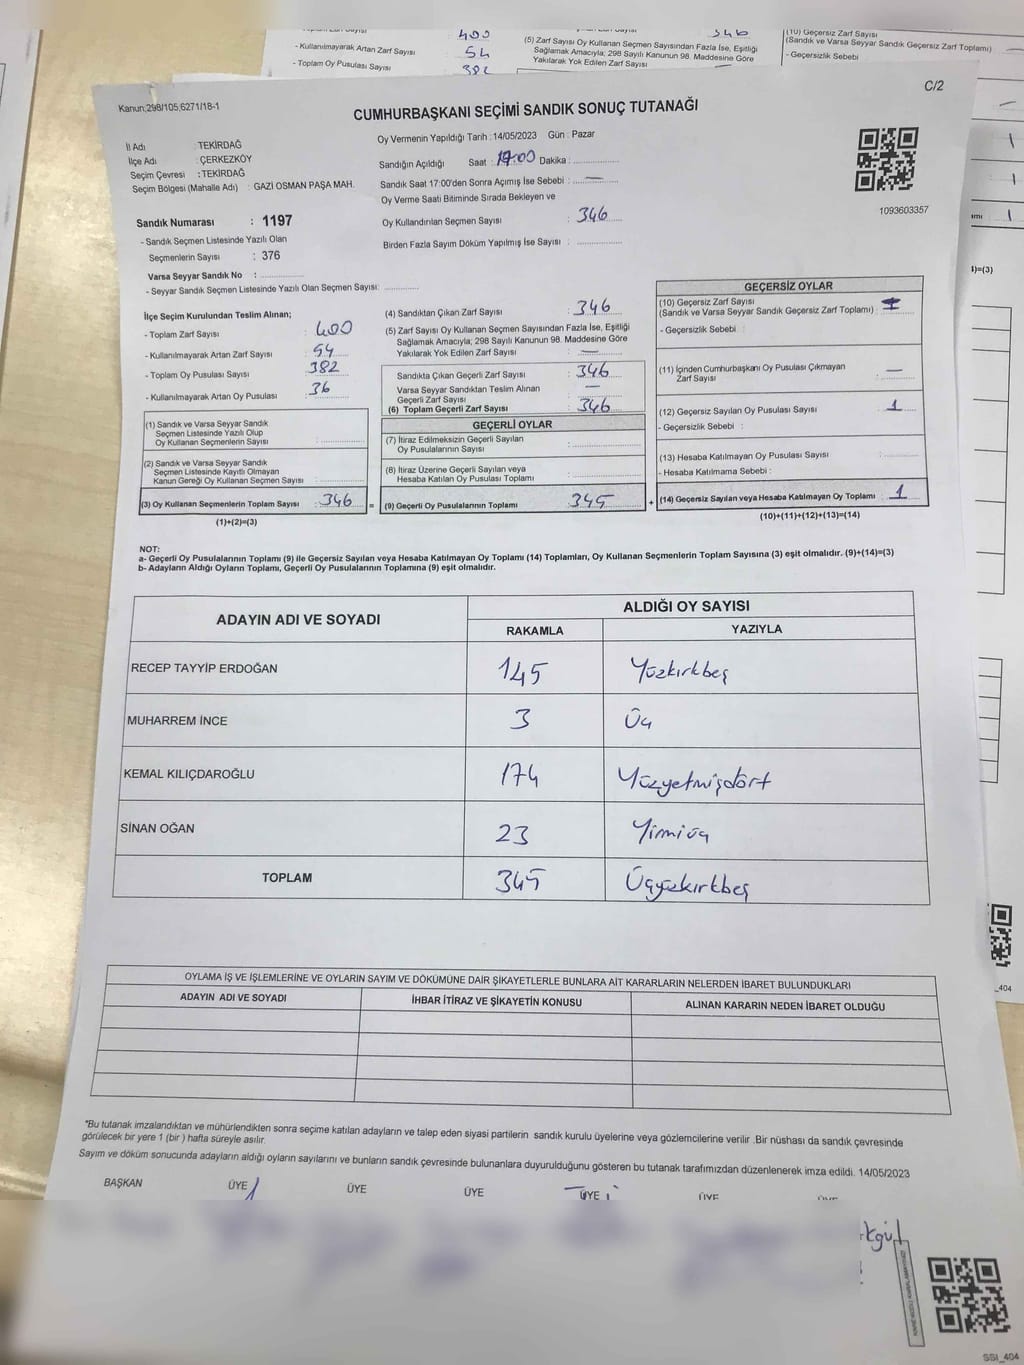 400
346
- Kullanılmayarak Artan Zarf Sayısı
54
- Toplam Oy Pusulası Sayısı
382
(5) Zarf Sayısı Oy Kullanan Seçmen Sayısından Fazla İse, Eşitliği
Sağlamak Amacıyla; 298 Sayılı Kanunun 98. Maddesine Göre
Yakılarak Yok Edilen Zarf Sayısı
(10) Geçersiz Zarf Sayısı
(Sandık ve Varsa Seyyar Sandık Geçersiz Zarf Toplamı)
- Geçersizlik Sebebi
C/2
Kanun:298/105,6271/18-1
CUMHURBAŞKANI SEÇİMİ SANDIK SONUÇ TUTANAĞI
İl Adı : TEKİRDAĞ
İlçe Adı : ÇERKEZKÖY
Seçim Çevresi : TEKİRDAĞ
Seçim Bölgesi (Mahalle Adı) : GAZİ OSMAN PAŞA MAH.
Oy Vermenin Yapıldığı Tarih : 14/05/2023 Gün : Pazar
Sandığın Açıldığı Saat : 17:00 Dakika :
Sandık Saat 17:00'den Sonra Açımış İse Sebebi : —
Oy Verme Saati Bitiminde Sırada Bekleyen ve
Oy Kullandırılan Seçmen Sayısı : 346
Birden Fazla Sayım Döküm Yapılmış İse Sayısı :
1093603357
Sandık Numarası : 1197
- Sandık Seçmen Listesinde Yazılı Olan
Seçmenlerin Sayısı : 376
Varsa Seyyar Sandık No :
- Seyyar Sandık Seçmen Listesinde Yazılı Olan Seçmen Sayısı:
İlçe Seçim Kurulundan Teslim Alınan;
- Toplam Zarf Sayısı : 400
- Kullanılmayarak Artan Zarf Sayısı : 54
- Toplam Oy Pusulası Sayısı : 382
- Kullanılmayarak Artan Oy Pusulası : 36
(1) Sandık ve Varsa Seyyar Sandık
Seçmen Listesinde Yazılı Olup
Oy Kullanan Seçmenlerin Sayısı :
(2) Sandık ve Varsa Seyyar Sandık
Seçmen Listesinde Kayıtlı Olmayan
Kanun Gereği Oy Kullanan Seçmen Sayısı :
(3) Oy Kullanan Seçmenlerin Toplam Sayısı : 346 =
(1)+(2)=(3)
(4) Sandıktan Çıkan Zarf Sayısı : 346
(5) Zarf Sayısı Oy Kullanan Seçmen Sayısından Fazla İse, Eşitliği
Sağlamak Amacıyla; 298 Sayılı Kanunun 98. Maddesine Göre
Yakılarak Yok Edilen Zarf Sayısı : —
Sandıkta Çıkan Geçerli Zarf Sayısı : 346
Varsa Seyyar Sandıktan Teslim Alınan
Geçerli Zarf Sayısı : —
(6) Toplam Geçerli Zarf Sayısı : 346
GEÇERLİ OYLAR
(7) İtiraz Edilmeksizin Geçerli Sayılan
Oy Pusulalarının Sayısı :
(8) İtiraz Üzerine Geçerli Sayılan veya
Hesaba Katılan Oy Pusulası Toplamı :
(9) Geçerli Oy Pusulalarının Toplamı : 345 +
GEÇERSİZ OYLAR
(10) Geçersiz Zarf Sayısı
(Sandık ve Varsa Seyyar Sandık Geçersiz Zarf Toplamı) :
- Geçersizlik Sebebi :
(11) İçinden Cumhurbaşkanı Oy Pusulası Çıkmayan
Zarf Sayısı : —
(12) Geçersiz Sayılan Oy Pusulası Sayısı : 1
- Geçersizlik Sebebi :
(13) Hesaba Katılmayan Oy Pusulası Sayısı :
- Hesaba Katılmama Sebebi :
(14) Geçersiz Sayılan veya Hesaba Katılmayan Oy Toplamı : 1
(10)+(11)+(12)+(13)=(14)
NOT:
a- Geçerli Oy Pusulalarının Toplamı (9) ile Geçersiz Sayılan veya Hesaba Katılmayan Oy Toplamı (14) Toplamları, Oy Kullanan Seçmenlerin Toplam Sayısına (3) eşit olmalıdır. (9)+(14)=(3)
b- Adayların Aldığı Oyların Toplamı, Geçerli Oy Pusulalarının Toplamına (9) eşit olmalıdır.
ADAYIN ADI VE SOYADI
ALDIĞI OY SAYISI
RAKAMLA YAZIYLA
RECEP TAYYİP ERDOĞAN 145 Yüzkırkbeş
MUHARREM İNCE 3 Üç
KEMAL KILIÇDAROĞLU 174 Yüzyetmişdört
SİNAN OĞAN 23 Yirmiüç
TOPLAM 345 Üçyüzkırkbeş
OYLAMA İŞ VE İŞLEMLERİNE VE OYLARIN SAYIM VE DÖKÜMÜNE DAİR ŞİKAYETLERLE BUNLARA AİT KARARLARIN NELERDEN İBARET BULUNDUKLARI
ADAYIN ADI VE SOYADI İHBAR İTİRAZ VE ŞİKAYETİN KONUSU ALINAN KARARIN NEDEN İBARET OLDUĞU
*Bu tutanak imzalandıktan ve mühürlendikten sonra seçime katılan adayların ve talep eden siyasi partilerin sandık kurulu üyelerine veya gözlemcilerine verilir .Bir nüshası da sandık çevresinde
görülecek bir yere 1 (bir ) hafta süreyle asılır.
Sayım ve döküm sonucunda adayların aldığı oyların sayılarını ve bunların sandık çevresinde bulunanlara duyurulduğunu gösteren bu tutanak tarafımızdan düzenlenerek imza edildi. 14/05/2023
BAŞKAN ÜYE ÜYE ÜYE ÜYE ÜYE ÜYE
SSI_404